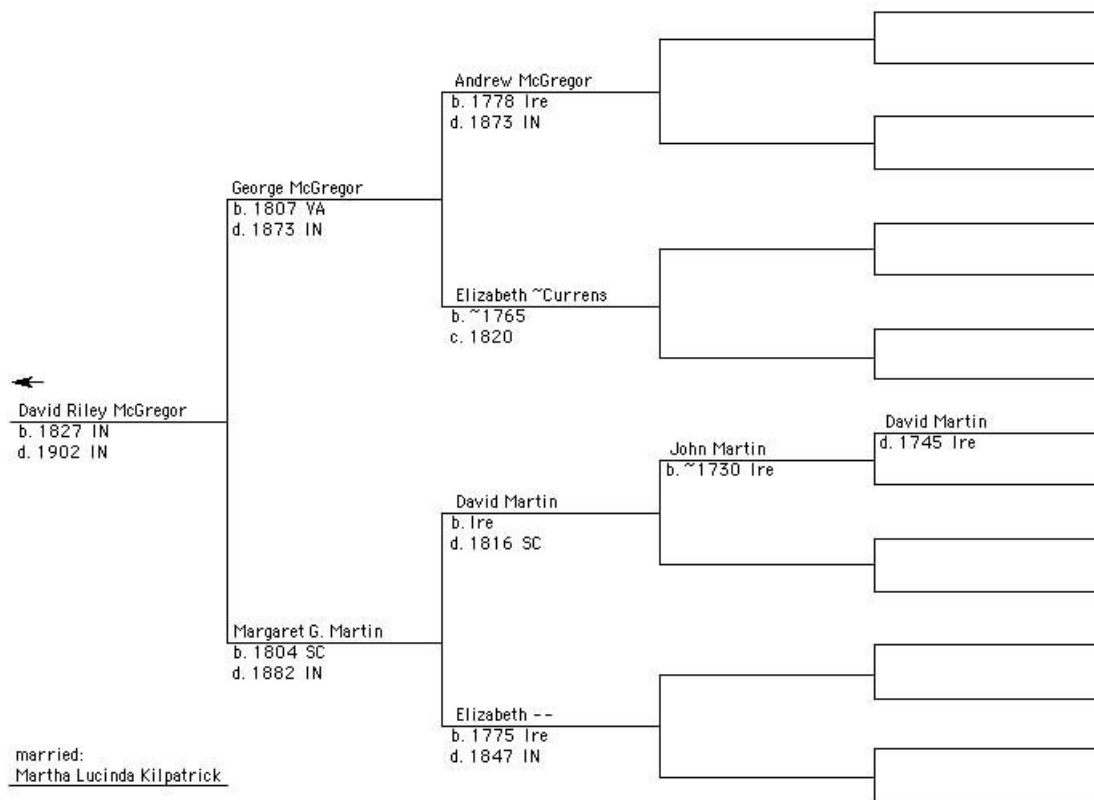 Andrew McGregor
b. 1778 Ire
d. 1873 IN
George McGregor
b. 1807 VA
d. 1873 IN
Elizabeth ~Currens
b. ~1765
c. 1820
David Riley McGregor
b. 1827 IN
d. 1902 IN
David Martin
d. 1745 Ire
John Martin
b. ~1730 Ire
David Martin
b. Ire
d. 1816 SC
Margaret G. Martin
b. 1804 SC
d. 1882 IN
Elizabeth --
b. 1775 Ire
d. 1847 IN
married:
Martha Lucinda Kilpatrick